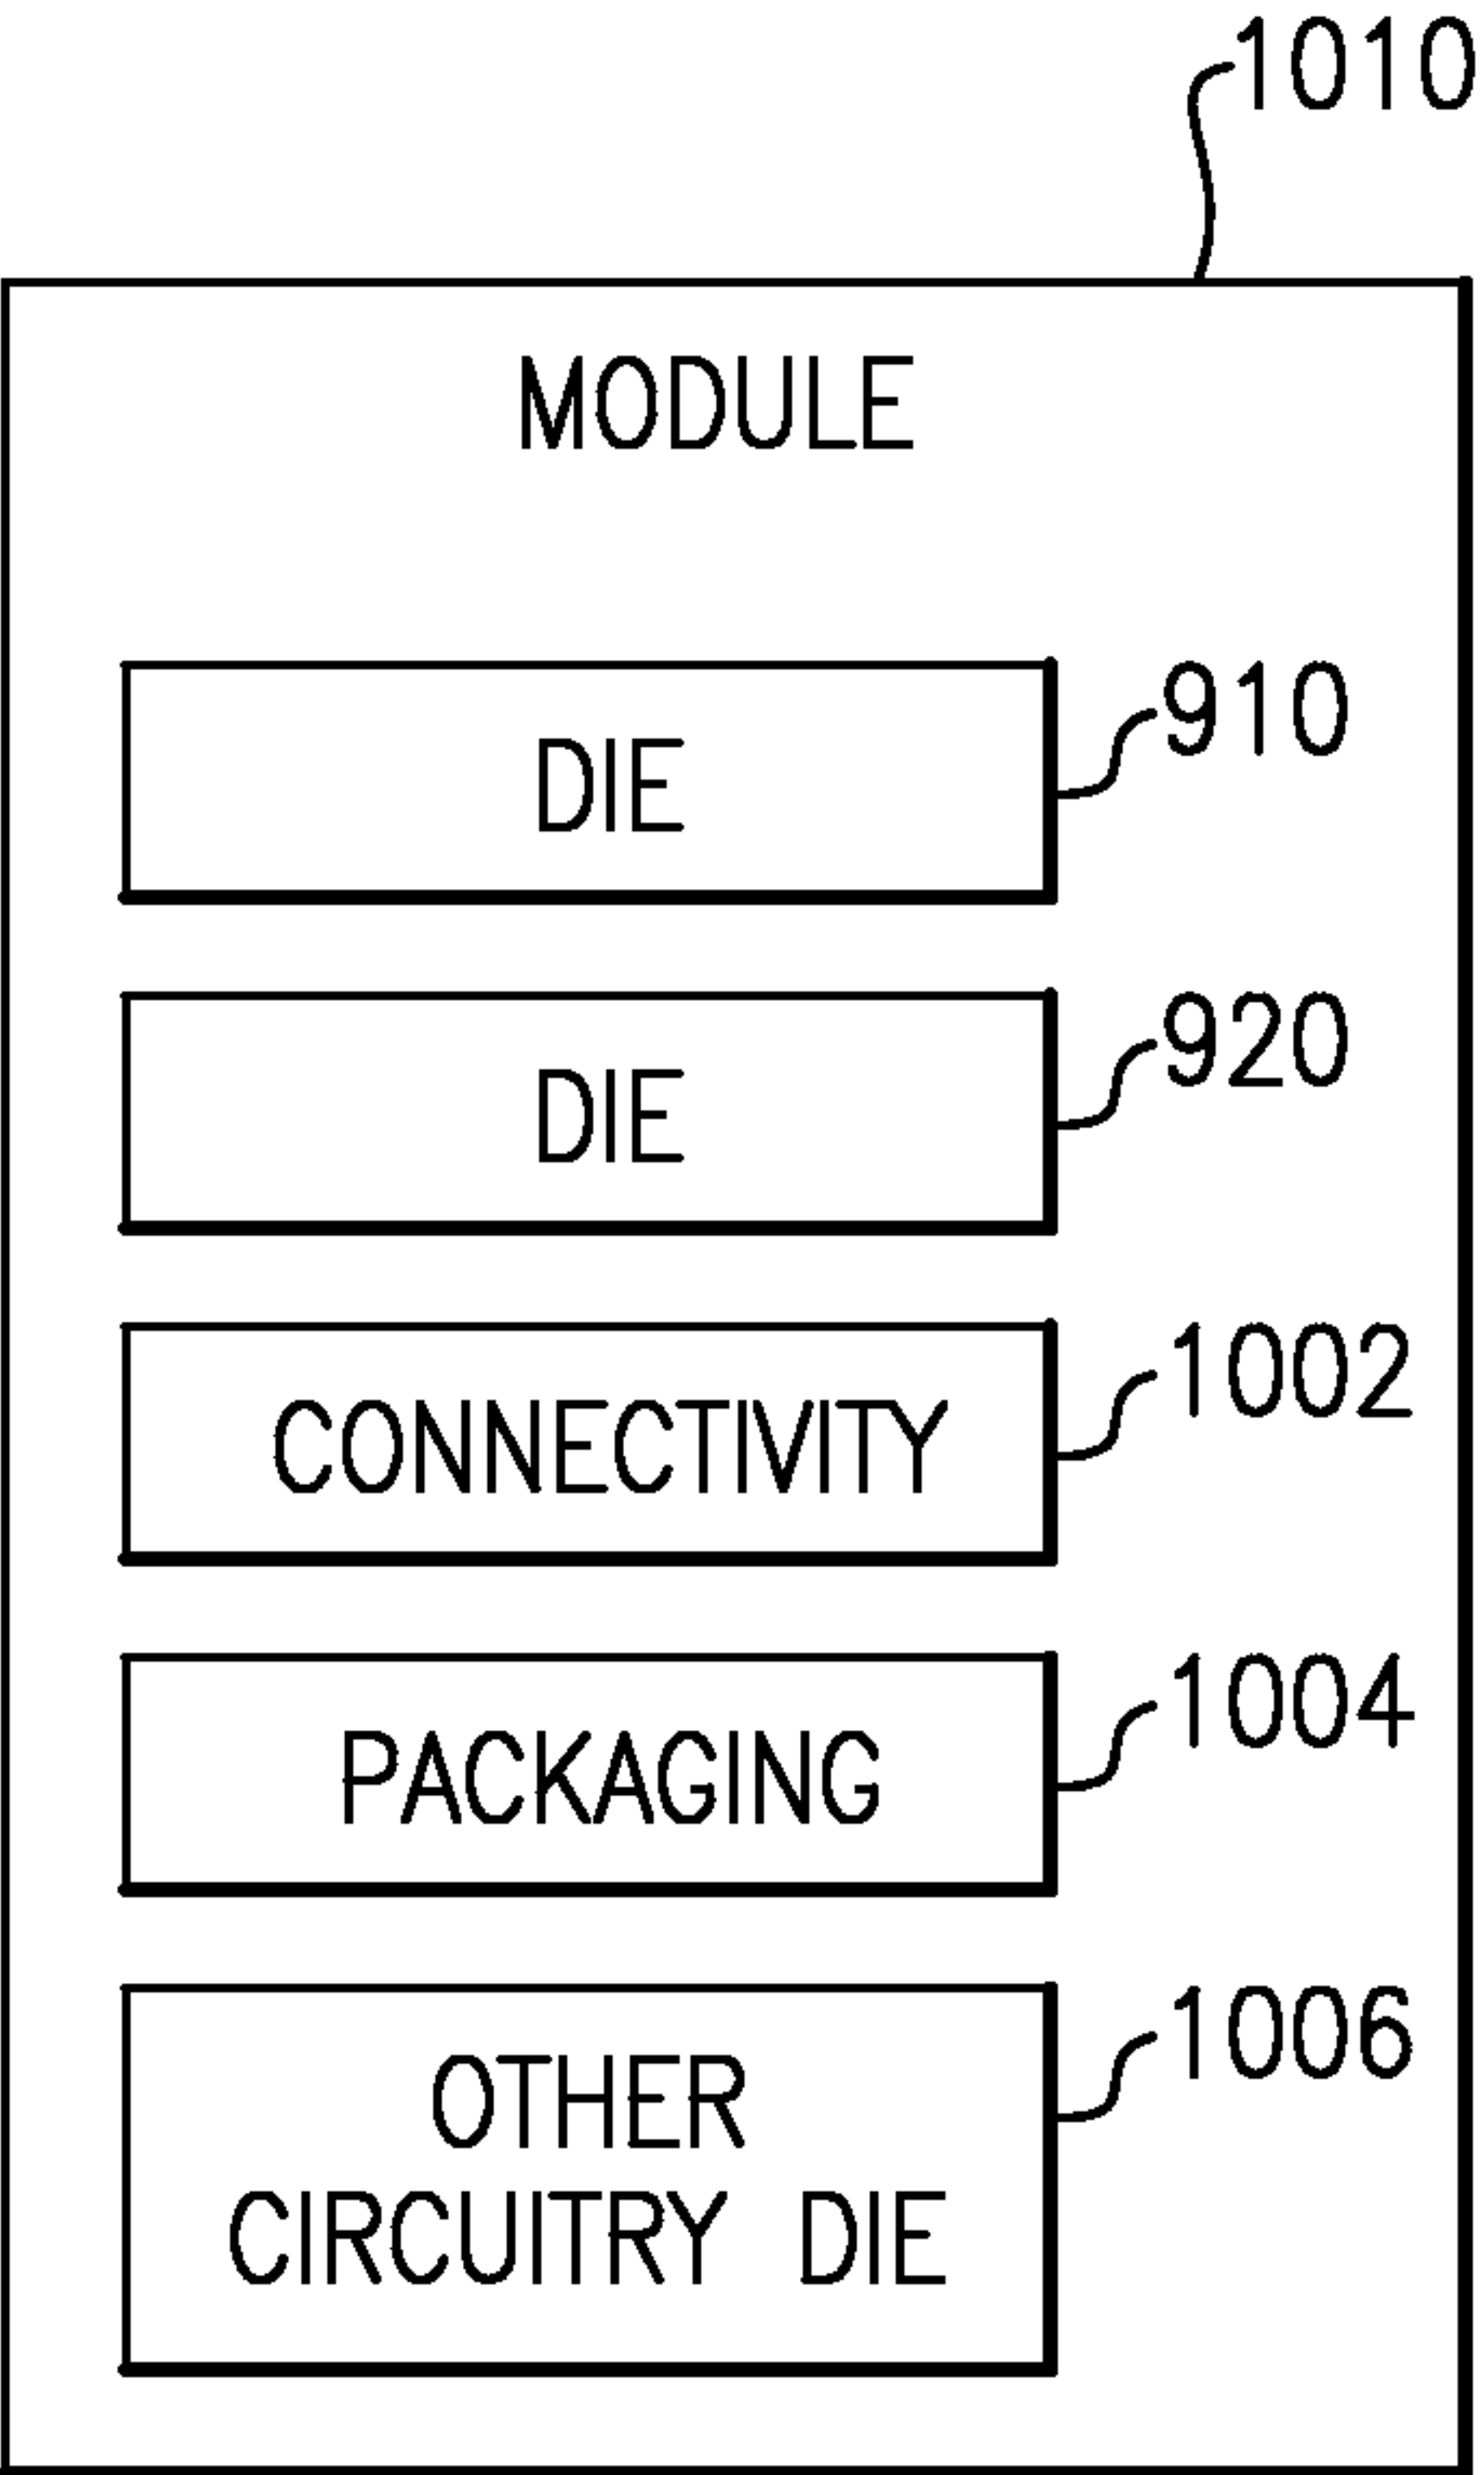 1010
MODULE
DIE
910
DIE
920
CONNECTIVITY
1002
PACKAGING
1004
OTHER
CIRCUITRY DIE
1006